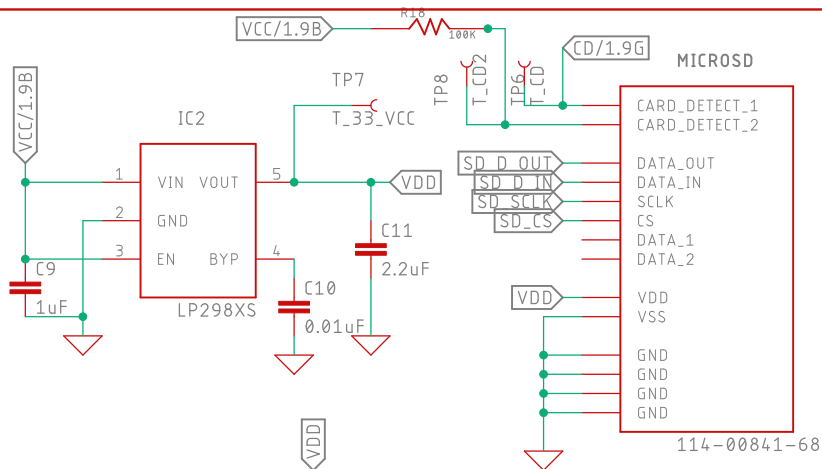 R18
VCC/1.9B
100K
CD/1.9G
MICROSD
TP8
T_CD2
TP6
T_CD
VCC/1.9B
TP7
T_33_VCC
IC2
1 VIN VOUT 5
2 GND
3 EN BYP 4
LP298XS
VDD
C9
1uF
C10
0.01uF
C11
2.2uF
VDD
CARD_DETECT_1
CARD_DETECT_2
SD_D_OUT DATA_OUT
SD_D_IN DATA_IN
SD_SCLK SCLK
SD_CS CS
DATA_1
DATA_2
VDD VDD
VSS
GND
GND
GND
GND
114-00841-68